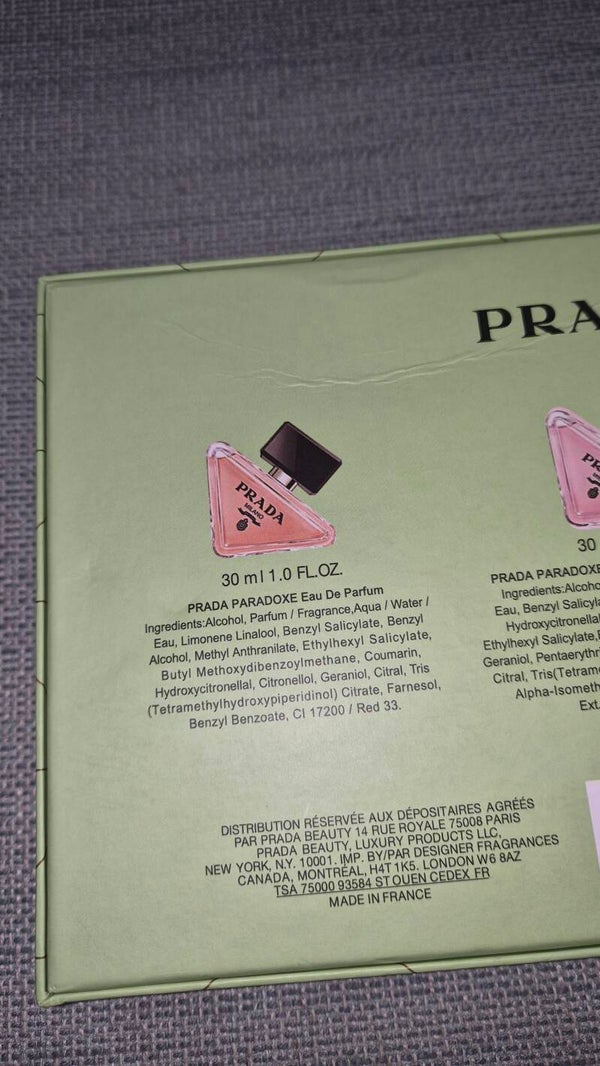 PRA
PRADA
MILANO
30 ml 1.0 FL.OZ.
PRADA PARADOXE Eau De Parfum
Ingredients:Alcohol, Parfum / Fragrance,Aqua / Water /
Eau, Limonene Linalool, Benzyl Salicylate, Benzyl
Alcohol, Methyl Anthranilate, Ethylhexyl Salicylate,
Butyl Methoxydibenzoylmethane, Coumarin,
Hydroxycitronellal, Citronellol, Geraniol, Citral, Tris
(Tetramethylhydroxypiperidinol) Citrate, Farnesol,
Benzyl Benzoate, CI 17200 / Red 33.
PR
30
PRADA PARADOXE
Ingredients:Alcoho
Eau, Benzyl Salicyla
Hydroxycitronella
Ethylhexyl Salicylate,
Geraniol, Pentaerythr
Citral, Tris(Tetrame
Alpha-Isometh
Ext.
DISTRIBUTION RÉSERVÉE AUX DÉPOSITAIRES AGRÉÉS
PAR PRADA BEAUTY 14 RUE ROYALE 75008 PARIS
PRADA BEAUTY, LUXURY PRODUCTS LLC,
NEW YORK, N.Y. 10001. IMP. BY/PAR DESIGNER FRAGRANCES
CANADA, MONTRÉAL, H4T 1K5. LONDON W6 8AZ
TSA 75000 93584 ST OUEN CEDEX FR
MADE IN FRANCE